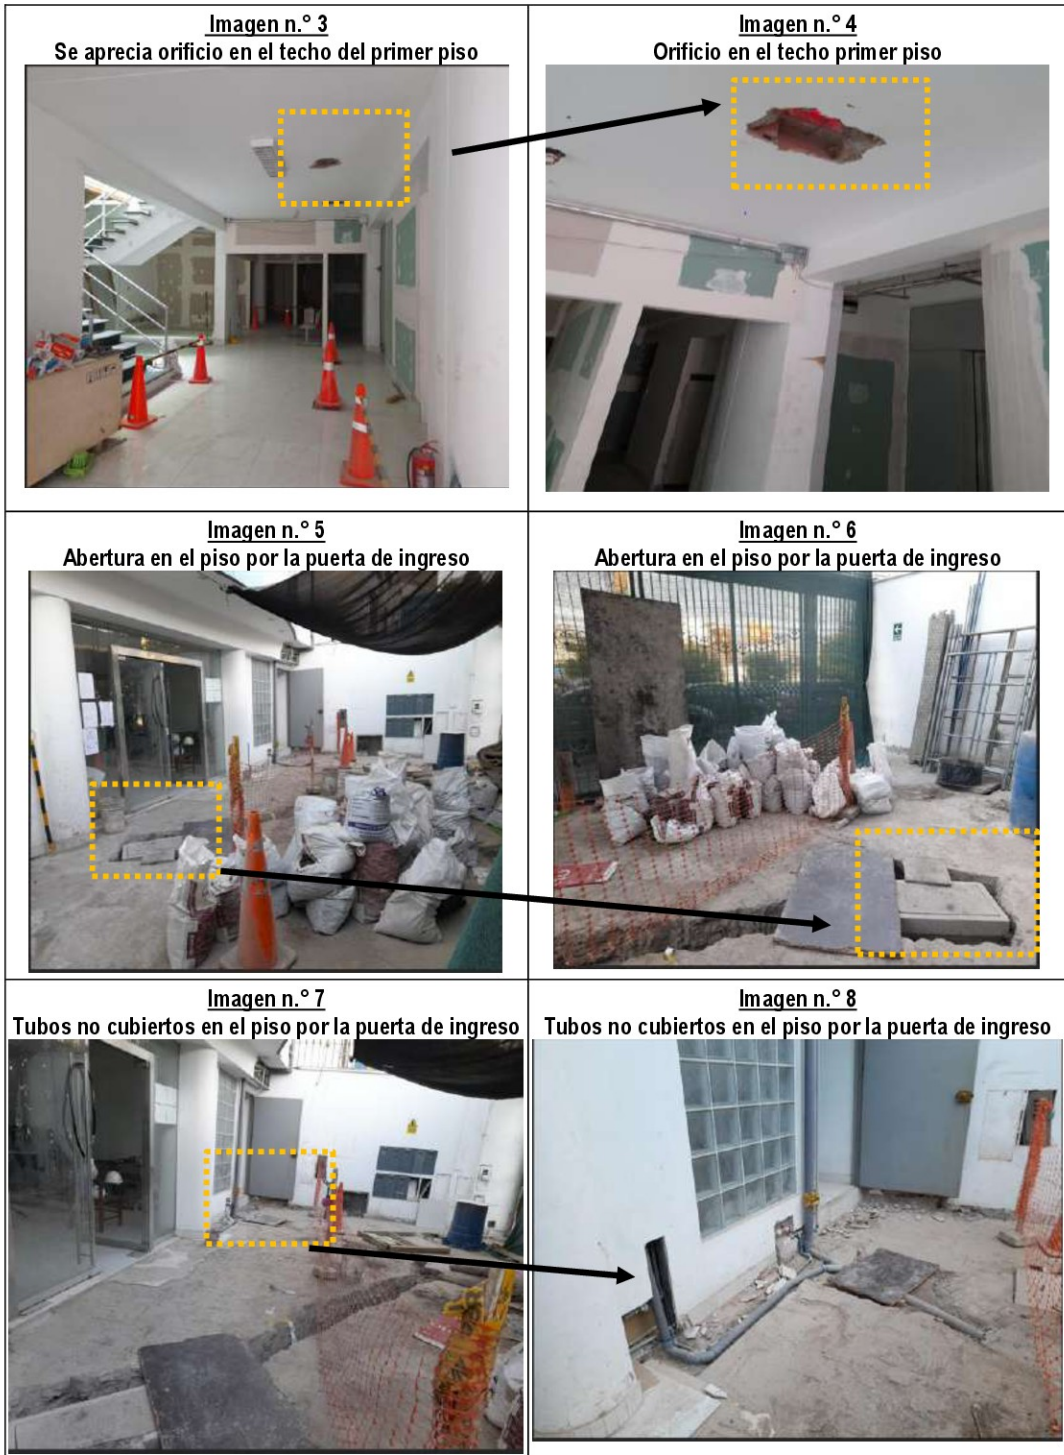 Imagen n.° 3
Se aprecia orificio en el techo del primer piso
Imagen n.° 4
Orificio en el techo primer piso
Imagen n.° 5
Abertura en el piso por la puerta de ingreso
Imagen n.° 6
Abertura en el piso por la puerta de ingreso
Imagen n.° 7
Tubos no cubiertos en el piso por la puerta de ingreso
Imagen n.° 8
Tubos no cubiertos en el piso por la puerta de ingreso